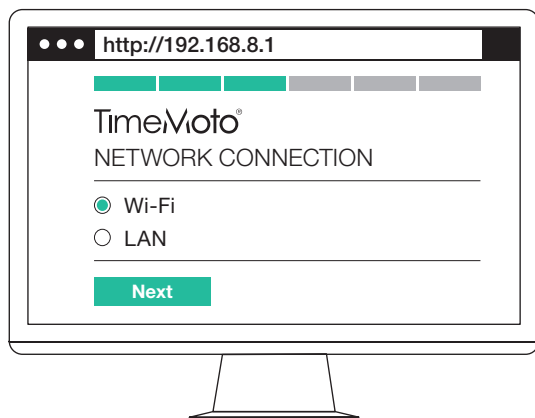 http://192.168.8.1
TimeMoto®
NETWORK CONNECTION
Wi-Fi
LAN
Next